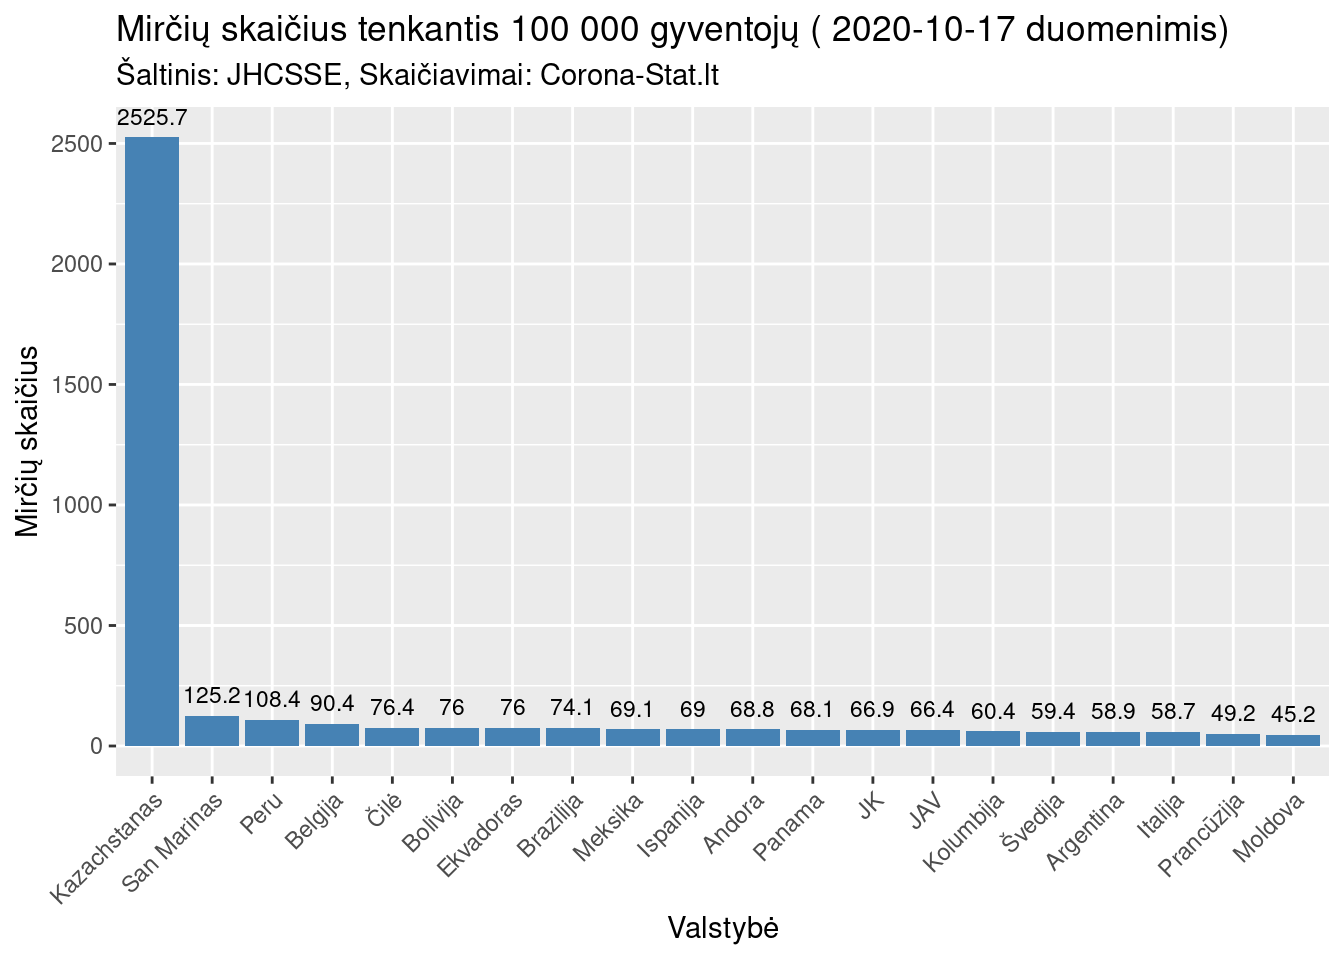 Mirčių skaičius tenkantis 100 000 gyventojų ( 2020-10-17 duomenimis)
Šaltinis: JHCSSE, Skaičiavimai: Corona-Stat.lt
Mirčių skaičius
2500
2000
1500
1000
500
0
2525.7
125.2
108.4
90.4
76.4
76
76
74.1
69.1
69
68.8
68.1
66.9
66.4
60.4
59.4
58.9
58.7
49.2
45.2
Kazachstanas
San Marinas
Peru
Belgija
Čilė
Bolivija
Ekvadoras
Brazilija
Meksika
Ispanija
Andora
Panama
JK
JAV
Kolumbija
Švedija
Argentina
Italija
Prancūzija
Moldova
Valstybė